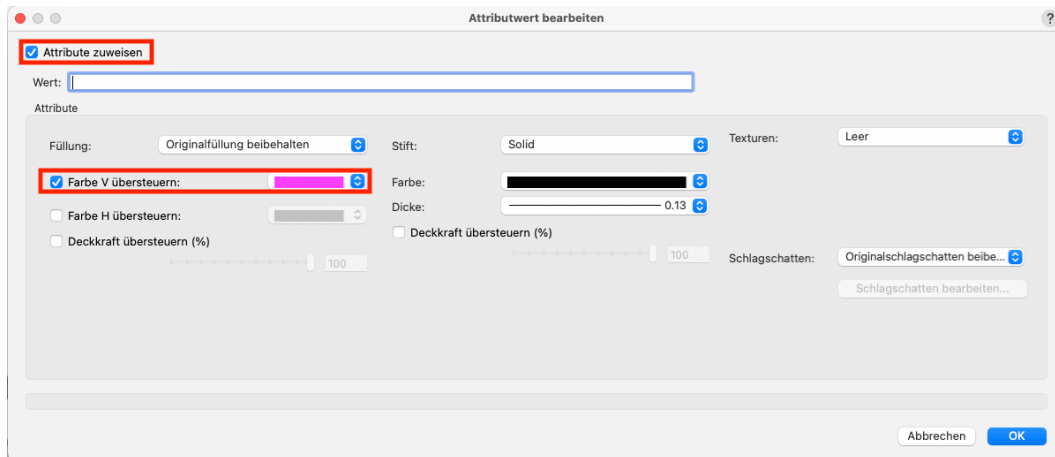 Attributwert bearbeiten
?
Attribute zuweisen
Wert:
Attribute
Füllung: Originalfüllung beibehalten
Farbe V übersteuern:
Farbe H übersteuern:
Deckkraft übersteuern (%)
100
Stift: Solid
Farbe:
Dicke: 0.13
Deckkraft übersteuern (%)
100
Texturen: Leer
Schlagschatten: Originalschlagschatten beibe...
Schlagschatten bearbeiten...
Abbrechen OK